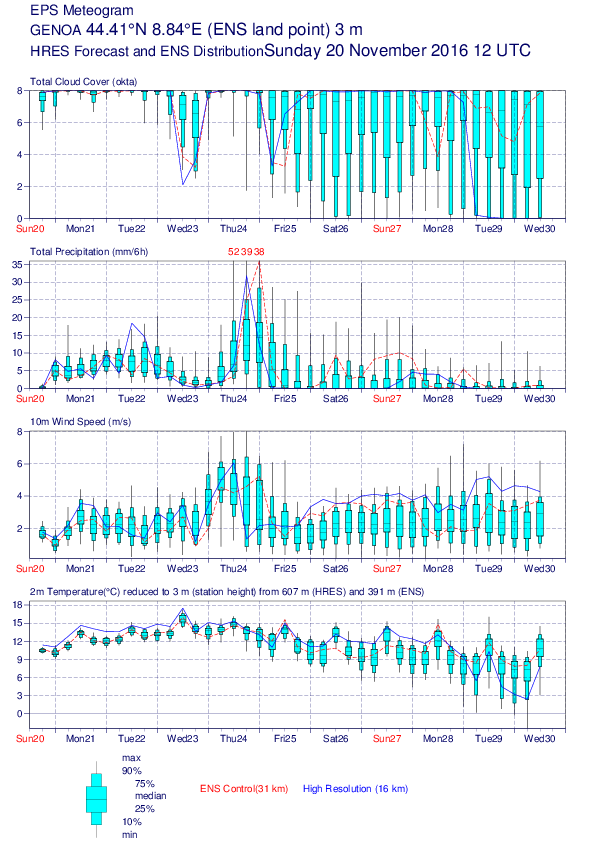 EPS Meteogram
GENOA 44.41°N 8.84°E (ENS land point) 3 m
HRES Forecast and ENS DistributionSunday 20 November 2016 12 UTC
Total Cloud Cover (okta)
8
6
4
2
0
Sun20 Mon21 Tue22 Wed23 Thu24 Fri25 Sat26 Sun27 Mon28 Tue29 Wed30
Total Precipitation (mm/6h)
523938
35
30
25
20
15
10
5
0
Sun20 Mon21 Tue22 Wed23 Thu24 Fri25 Sat26 Sun27 Mon28 Tue29 Wed30
10m Wind Speed (m/s)
8
6
4
2
Sun20 Mon21 Tue22 Wed23 Thu24 Fri25 Sat26 Sun27 Mon28 Tue29 Wed30
2m Temperature(°C) reduced to 3 m (station height) from 607 m (HRES) and 391 m (ENS)
18
15
12
9
6
3
0
Sun20 Mon21 Tue22 Wed23 Thu24 Fri25 Sat26 Sun27 Mon28 Tue29 Wed30
max
90%
75%
median
25%
10%
min
ENS Control(31 km) High Resolution (16 km)